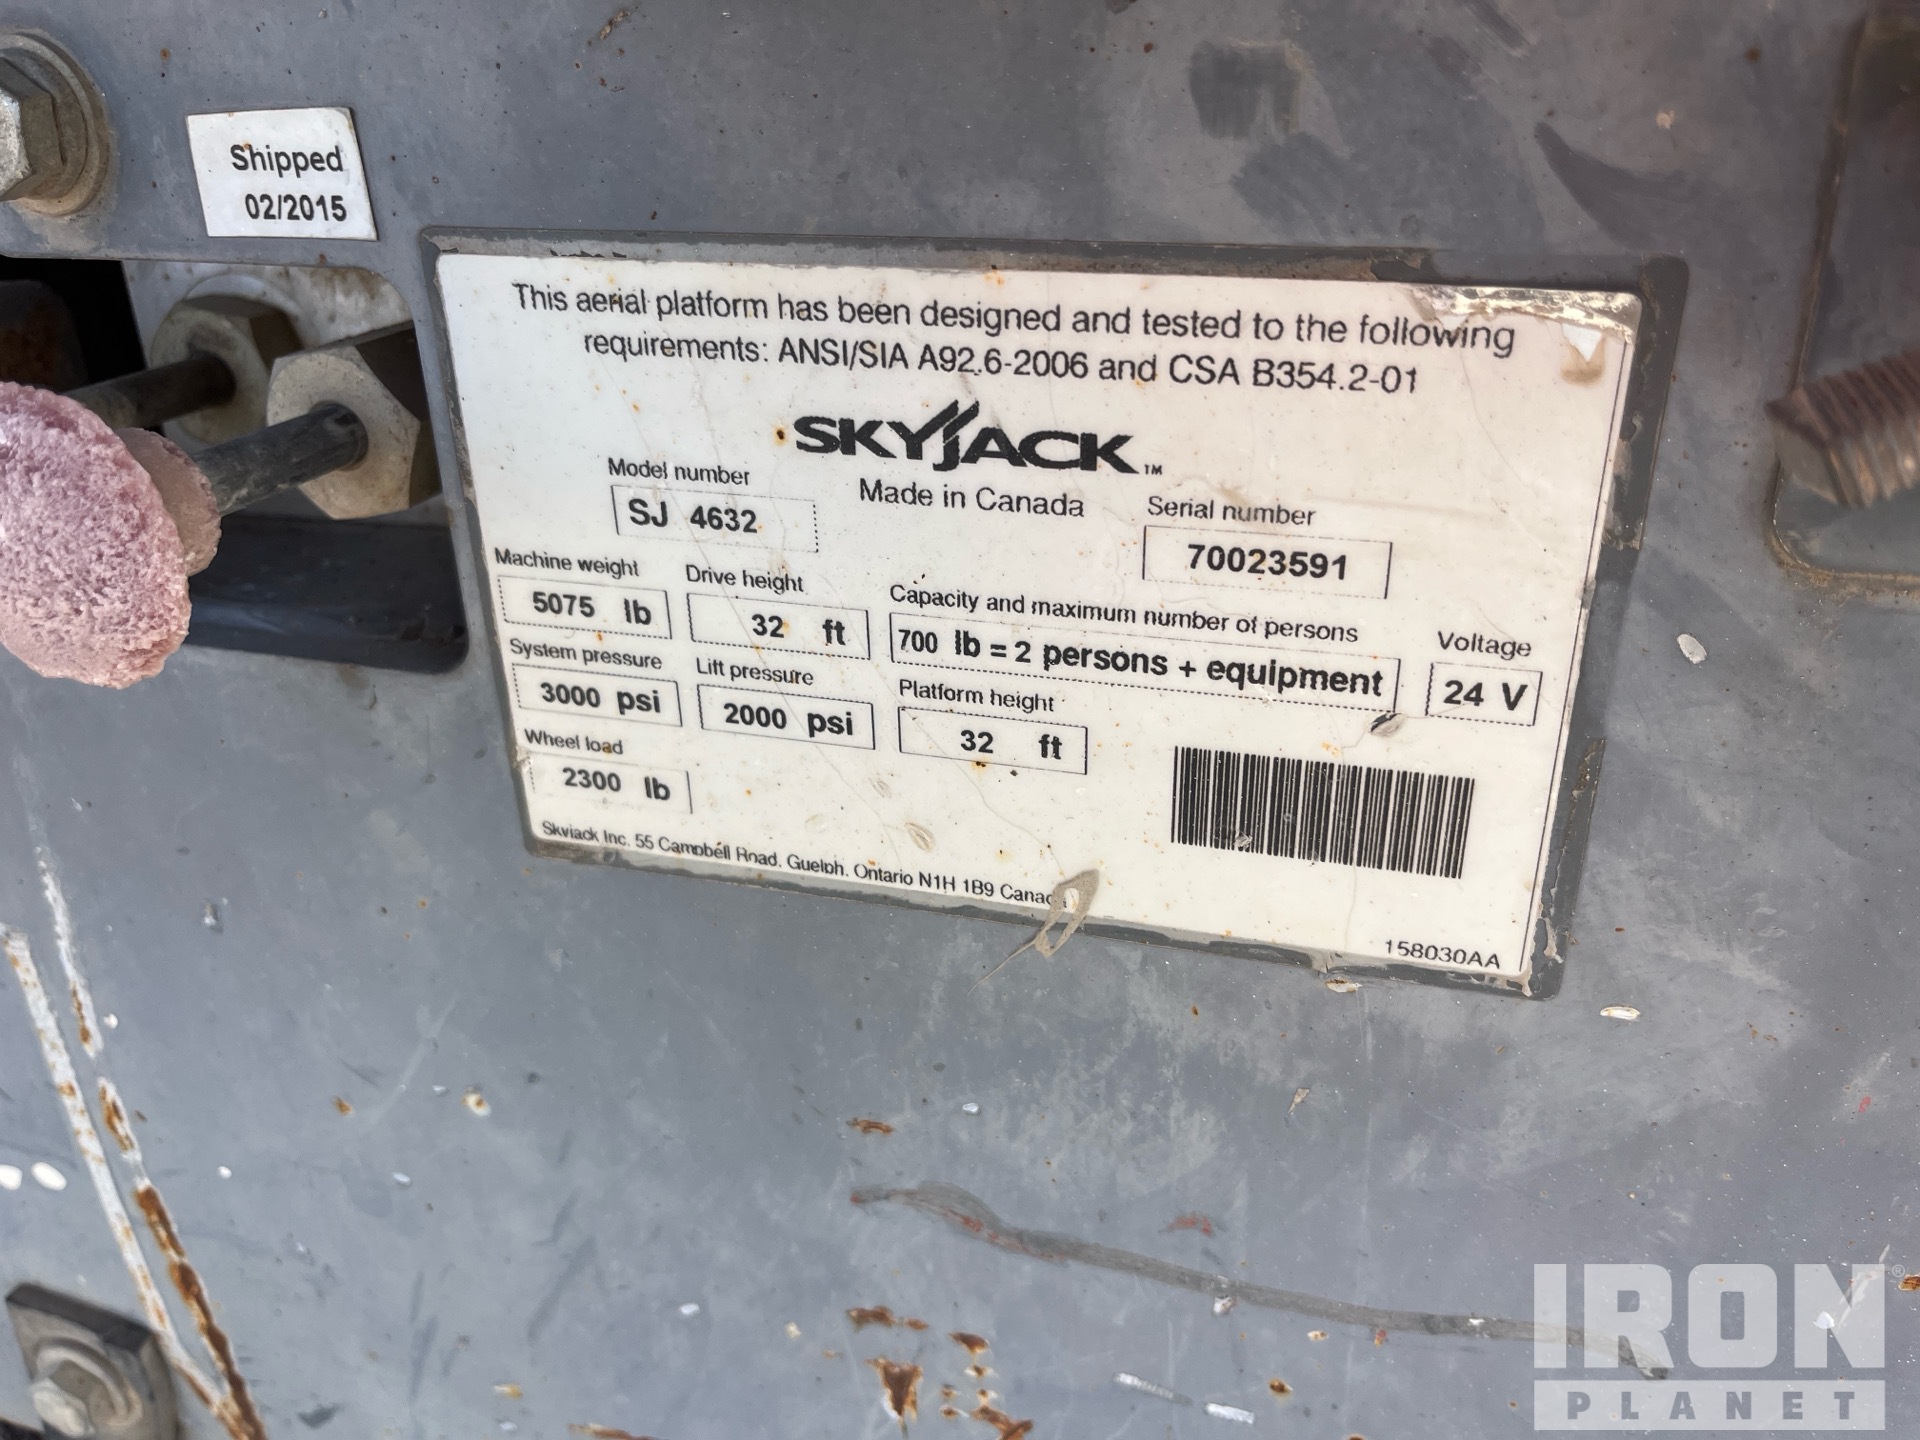 Shipped
02/2015
This aerial platform has been designed and tested to the following
requirements: ANSI/SIA A92.6-2006 and CSA B354.2-01
SKYJACK™
Made in Canada
Model number
SJ 4632
Serial number
70023591
Machine weight
5075 lb
Drive height
32 ft
Capacity and maximum number of persons
700 lb = 2 persons + equipment
Voltage
24 V
System pressure
3000 psi
Lift pressure
2000 psi
Platform height
32 ft
Wheel load
2300 lb
Skyjack Inc. 55 Campbell Road, Guelph, Ontario N1H 1B9 Canada
158030AA
IRON®
PLANET